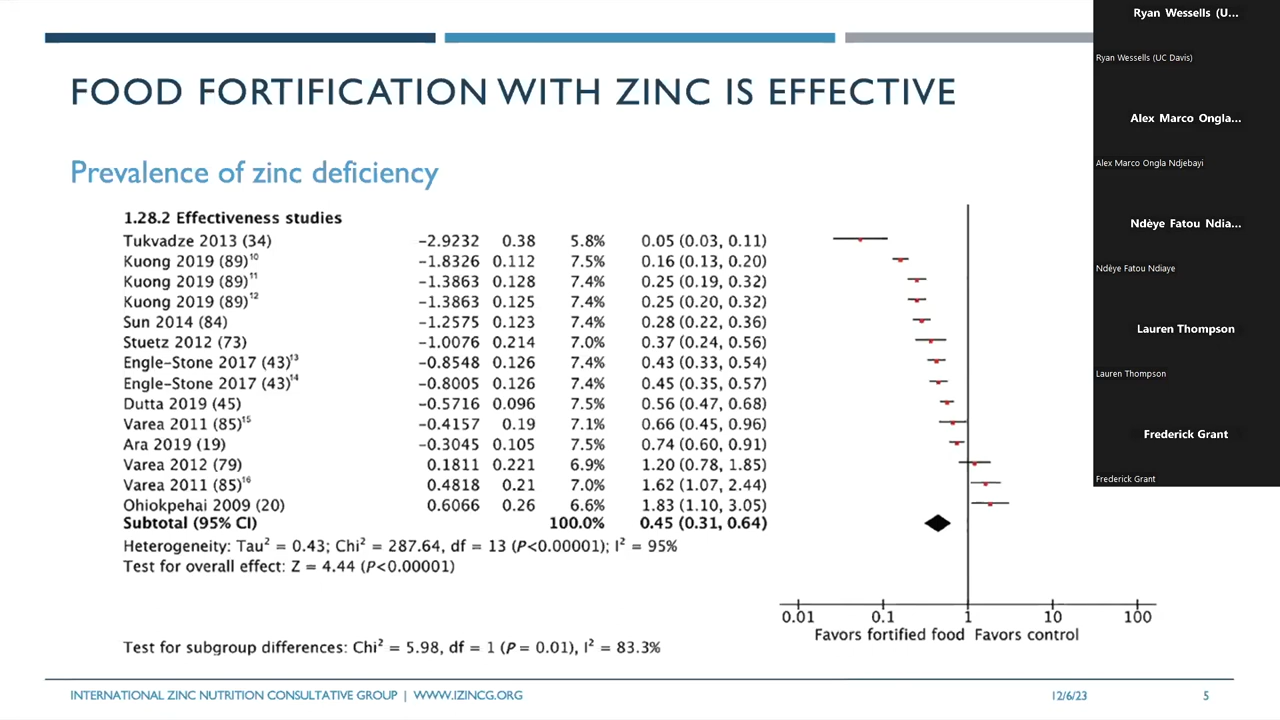 FOOD FORTIFICATION WITH ZINC IS EFFECTIVE
Prevalence of zinc deficiency
1.28.2 Effectiveness studies
Tukvadze 2013 (34) −2.9232 0.38 5.8% 0.05 (0.03, 0.11)
Kuong 2019 (89)¹⁰ −1.8326 0.112 7.5% 0.16 (0.13, 0.20)
Kuong 2019 (89)¹¹ −1.3863 0.128 7.4% 0.25 (0.19, 0.32)
Kuong 2019 (89)¹² −1.3863 0.125 7.4% 0.25 (0.20, 0.32)
Sun 2014 (84) −1.2575 0.123 7.4% 0.28 (0.22, 0.36)
Stuetz 2012 (73) −1.0076 0.214 7.0% 0.37 (0.24, 0.56)
Engle−Stone 2017 (43)¹³ −0.8548 0.126 7.4% 0.43 (0.33, 0.54)
Engle−Stone 2017 (43)¹⁴ −0.8005 0.126 7.4% 0.45 (0.35, 0.57)
Dutta 2019 (45) −0.5716 0.096 7.5% 0.56 (0.47, 0.68)
Varea 2011 (85)¹⁵ −0.4157 0.19 7.1% 0.66 (0.45, 0.96)
Ara 2019 (19) −0.3045 0.105 7.5% 0.74 (0.60, 0.91)
Varea 2012 (79) 0.1811 0.221 6.9% 1.20 (0.78, 1.85)
Varea 2011 (85)¹⁶ 0.4818 0.21 7.0% 1.62 (1.07, 2.44)
Ohiokpehai 2009 (20) 0.6066 0.26 6.6% 1.83 (1.10, 3.05)
Subtotal (95% CI) 100.0% 0.45 (0.31, 0.64)
Heterogeneity: Tau² = 0.43; Chi² = 287.64, df = 13 (P<0.00001); I² = 95%
Test for overall effect: Z = 4.44 (P<0.00001)
0.01 0.1 1 10 100
Favors fortified food Favors control
Test for subgroup differences: Chi² = 5.98, df = 1 (P = 0.01), I² = 83.3%
INTERNATIONAL ZINC NUTRITION CONSULTATIVE GROUP | WWW.IZINCG.ORG 12/6/23 5
Ryan Wessells (U...
Ryan Wessells (UC Davis)
Alex Marco Ongla...
Alex Marco Ongla Ndjebayi
Ndèye Fatou Ndia...
Ndèye Fatou Ndiaye
Lauren Thompson
Lauren Thompson
Frederick Grant
Frederick Grant